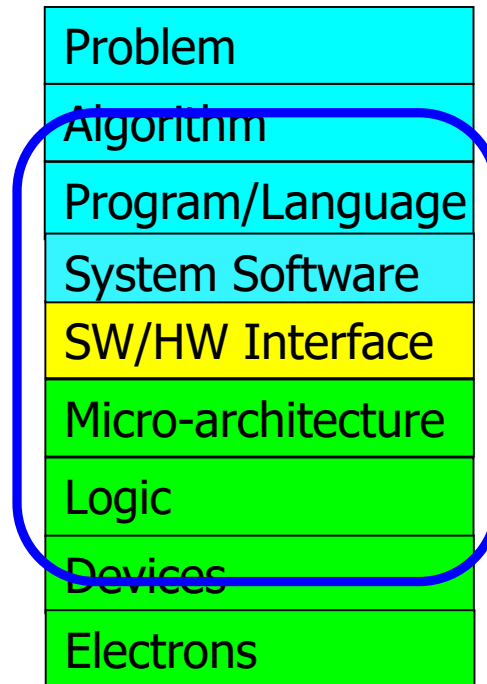 Problem
Algorithm
Program/Language
System Software
SW/HW Interface
Micro-architecture
Logic
Devices
Electrons